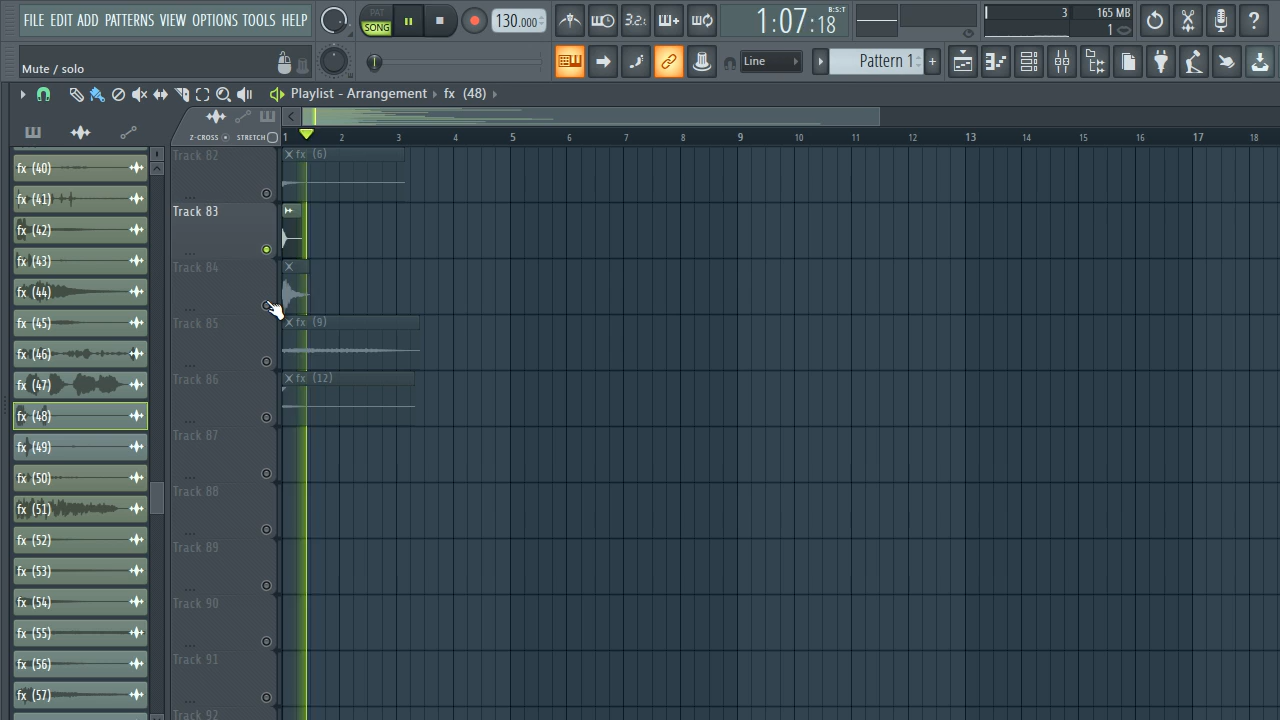 FILE EDIT ADD PATTERNS VIEW OPTIONS TOOLS HELP
PAT
SONG
130.000
3.2
1:07:18
B:S:T
3
165 MB
1
Mute / solo
Line
Pattern 1
+
Playlist - Arrangement › fx (48) ›
Z-CROSS
STRETCH
1 2 3 4 5 6 7 8 9 10 11 12 13 14 15 16 17 18
fx (40)
fx (41)
fx (42)
fx (43)
fx (44)
fx (45)
fx (46)
fx (47)
fx (48)
fx (49)
fx (50)
fx (51)
fx (52)
fx (53)
fx (54)
fx (55)
fx (56)
fx (57)
Track 82
fx (6)
Track 83
Track 84
Track 85
fx (9)
Track 86
fx (12)
Track 87
Track 88
Track 89
Track 90
Track 91
Track 92